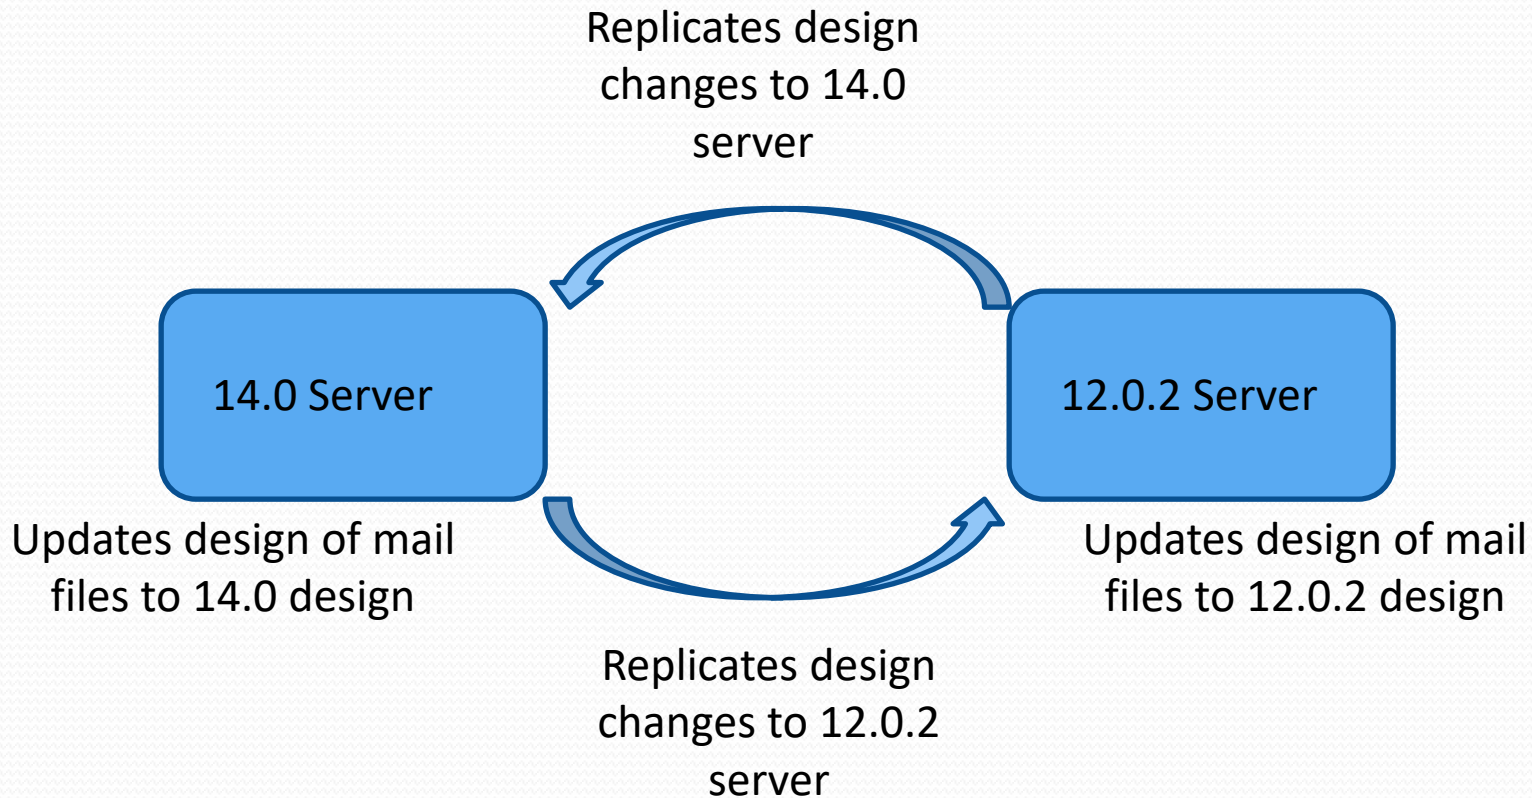 Replicates design
changes to 14.0
server
14.0 Server
12.0.2 Server
Updates design of mail
files to 14.0 design
Updates design of mail
files to 12.0.2 design
Replicates design
changes to 12.0.2
server